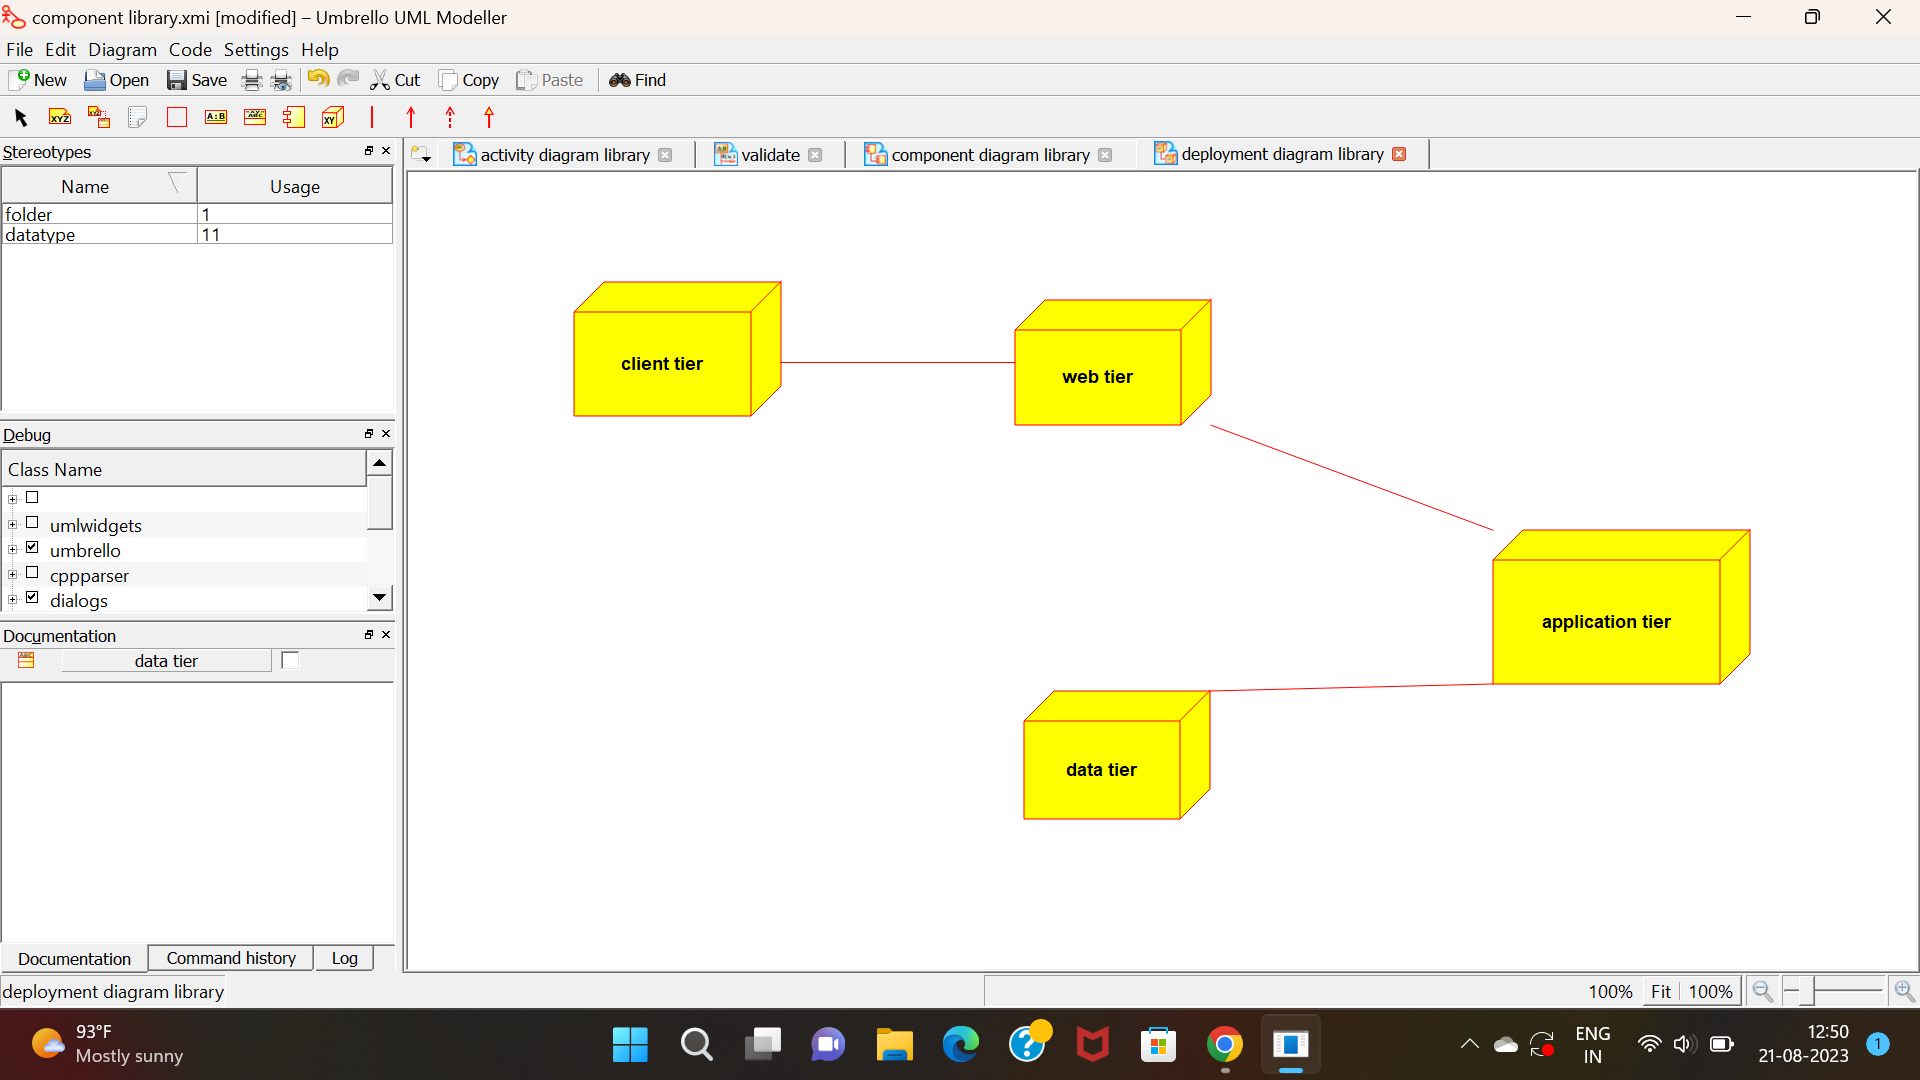 component library.xmi [modified] – Umbrello UML Modeller
File Edit Diagram Code Settings Help
New Open Save Cut Copy Paste Find
XYZ XYZ A:B ABC XY
Stereotypes
activity diagram library validate component diagram library deployment diagram library
Name Usage
folder 1
datatype 11
client tier
web tier
Debug
Class Name
umlwidgets
umbrello
cppparser
dialogs
application tier
Documentation
data tier
data tier
Documentation Command history Log
deployment diagram library
100% Fit 100%
93°F
Mostly sunny
ENG
IN
12:50
21-08-2023
1